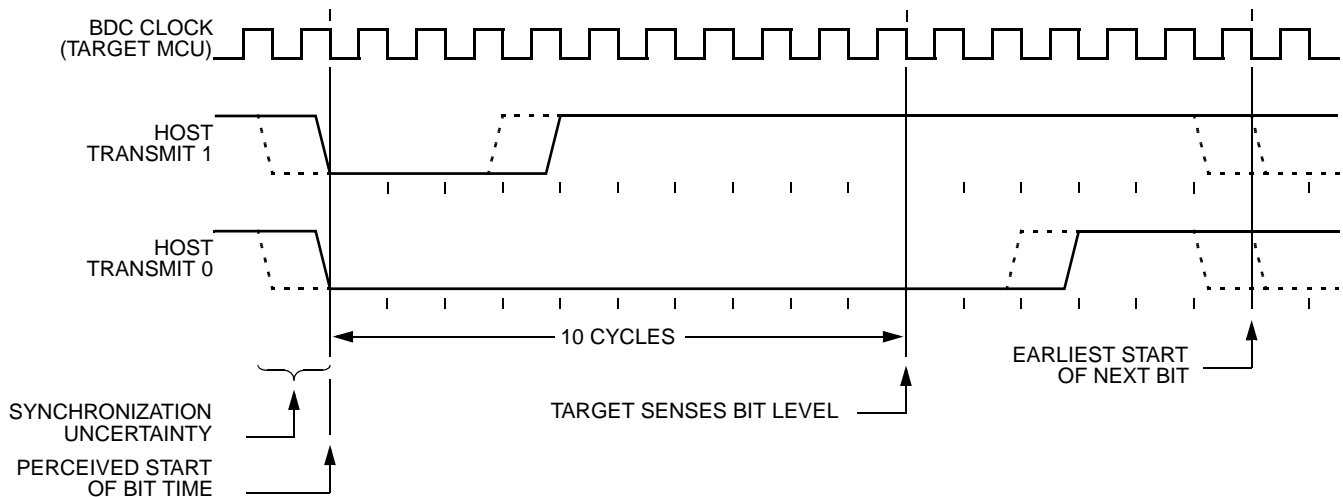 BDC CLOCK
(TARGET MCU)
HOST
TRANSMIT 1
HOST
TRANSMIT 0
10 CYCLES
EARLIEST START
OF NEXT BIT
SYNCHRONIZATION
UNCERTAINTY
TARGET SENSES BIT LEVEL
PERCEIVED START
OF BIT TIME